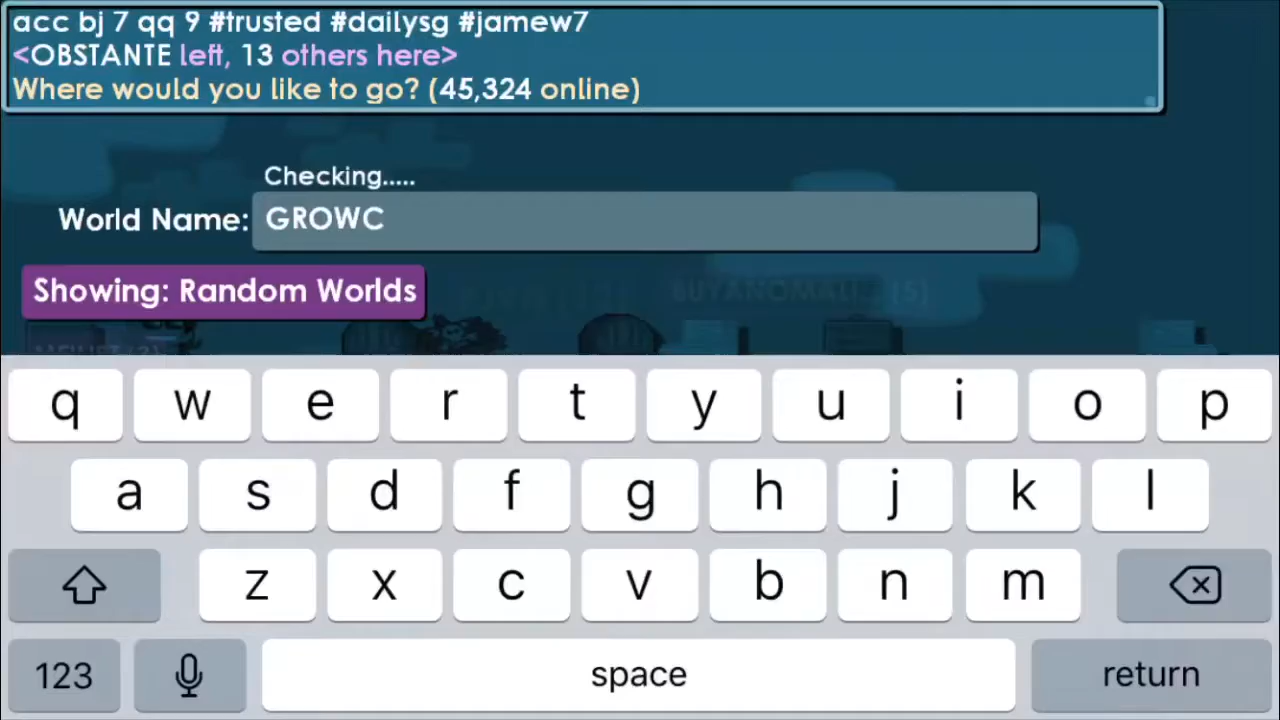 acc bj 7 qq 9 #trusted #dailysg #jamew7
<OBSTANTE left, 13 others here>
Where would you like to go? (45,324 online)
Checking.....
World Name: GROWC
Showing: Random Worlds
q w e r t y u i o p
a s d f g h j k l
z x c v b n m
123 space return